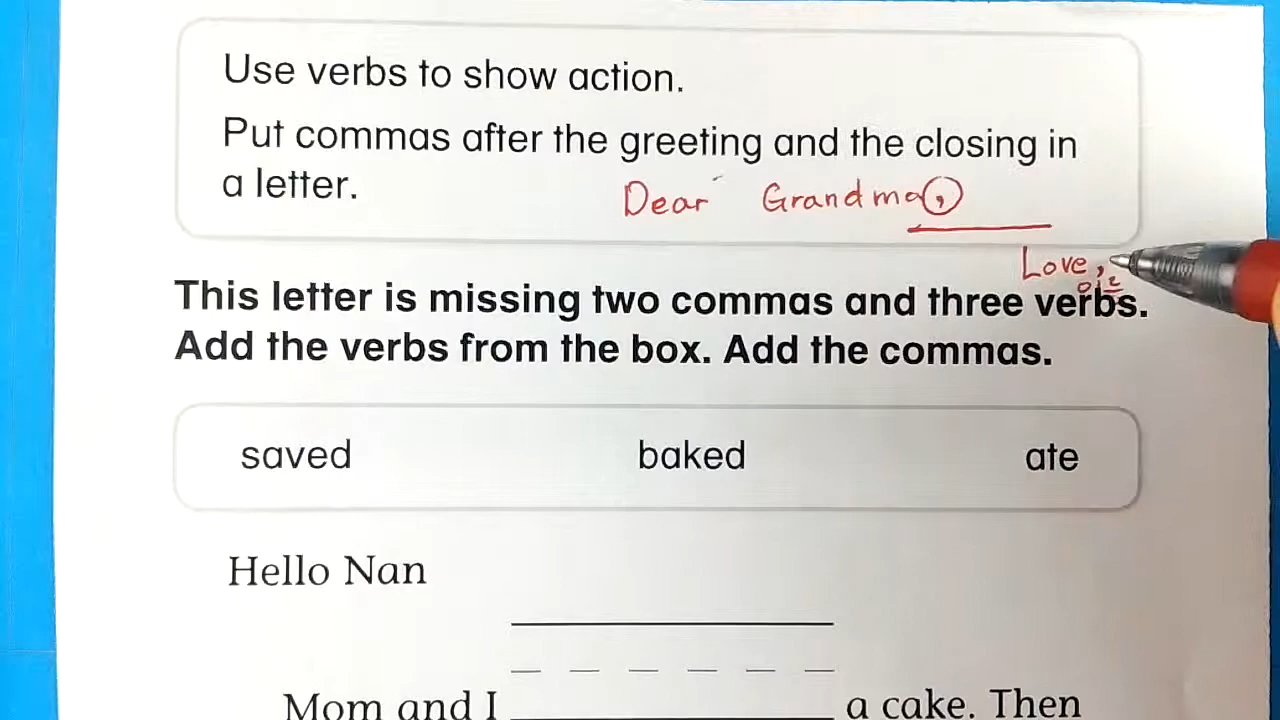 Use verbs to show action.
Put commas after the greeting and the closing in
a letter.
Dear Grandma,
Love,
This letter is missing two commas and three verbs.
Add the verbs from the box. Add the commas.
saved baked ate
Hello Nan
Mom and I a cake. Then